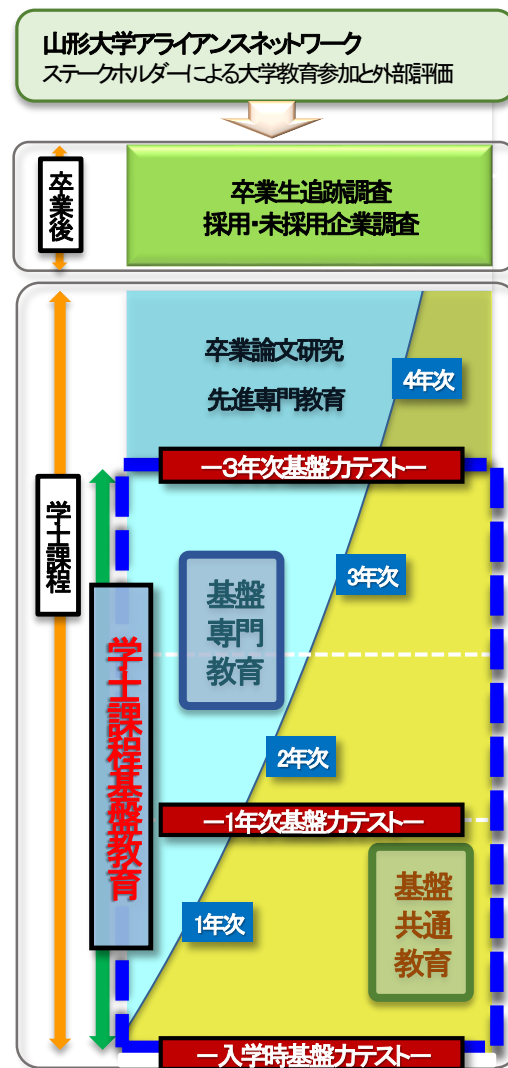 山形大学アライアンスネットワーク
ステークホルダーによる大学教育参加と外部評価
卒業後
卒業生追跡調査
採用・未採用企業調査
卒業論文研究
先進専門教育
4年次
ー3年次基盤力テストー
学士課程
3年次
基盤
専門
教育
学士課程基盤教育
2年次
ー1年次基盤力テストー
基盤
共通
教育
1年次
ー入学時基盤力テストー